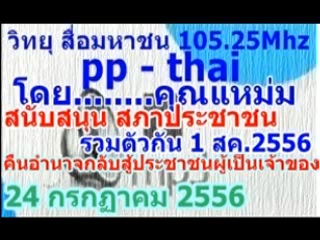 วิทยุ สื่อมหาชน 105.25Mhz
pp - thai
โดย........คุณแหม่ม
สนับสนุน สภาประชาชน
รวมตัวกัน 1 สค.2556
คืนอำนาจกลับสู่ประชาชนผู้เป็นเจ้าของ
24 กรกฎาคม 2556